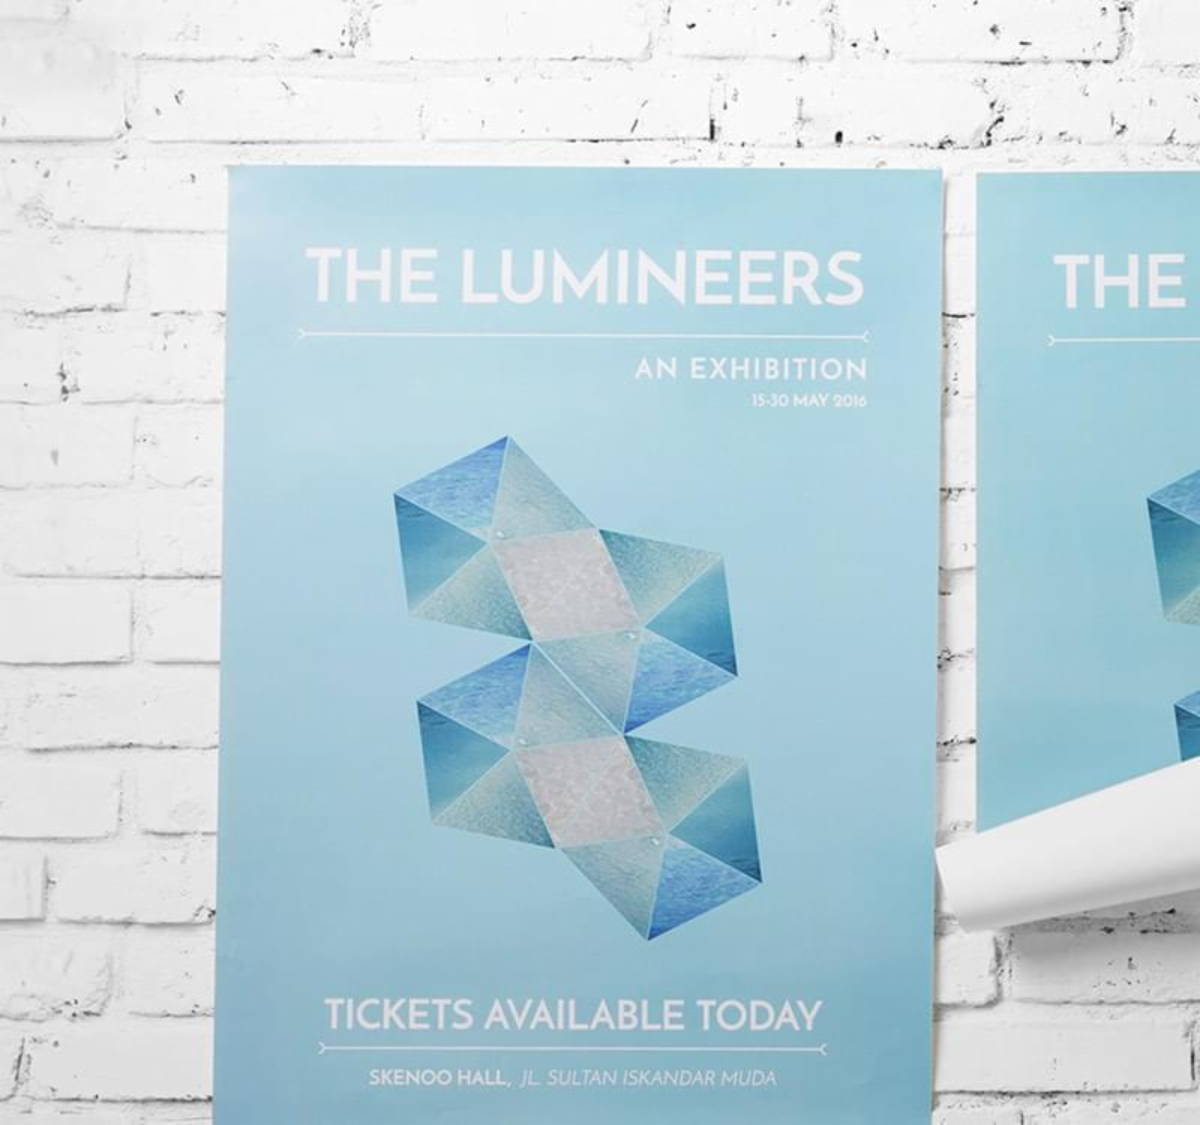 THE LUMINEERS
AN EXHIBITION
15-30 MAY 2016
TICKETS AVAILABLE TODAY
SKENOO HALL, JL. SULTAN ISKANDAR MUDA
THE